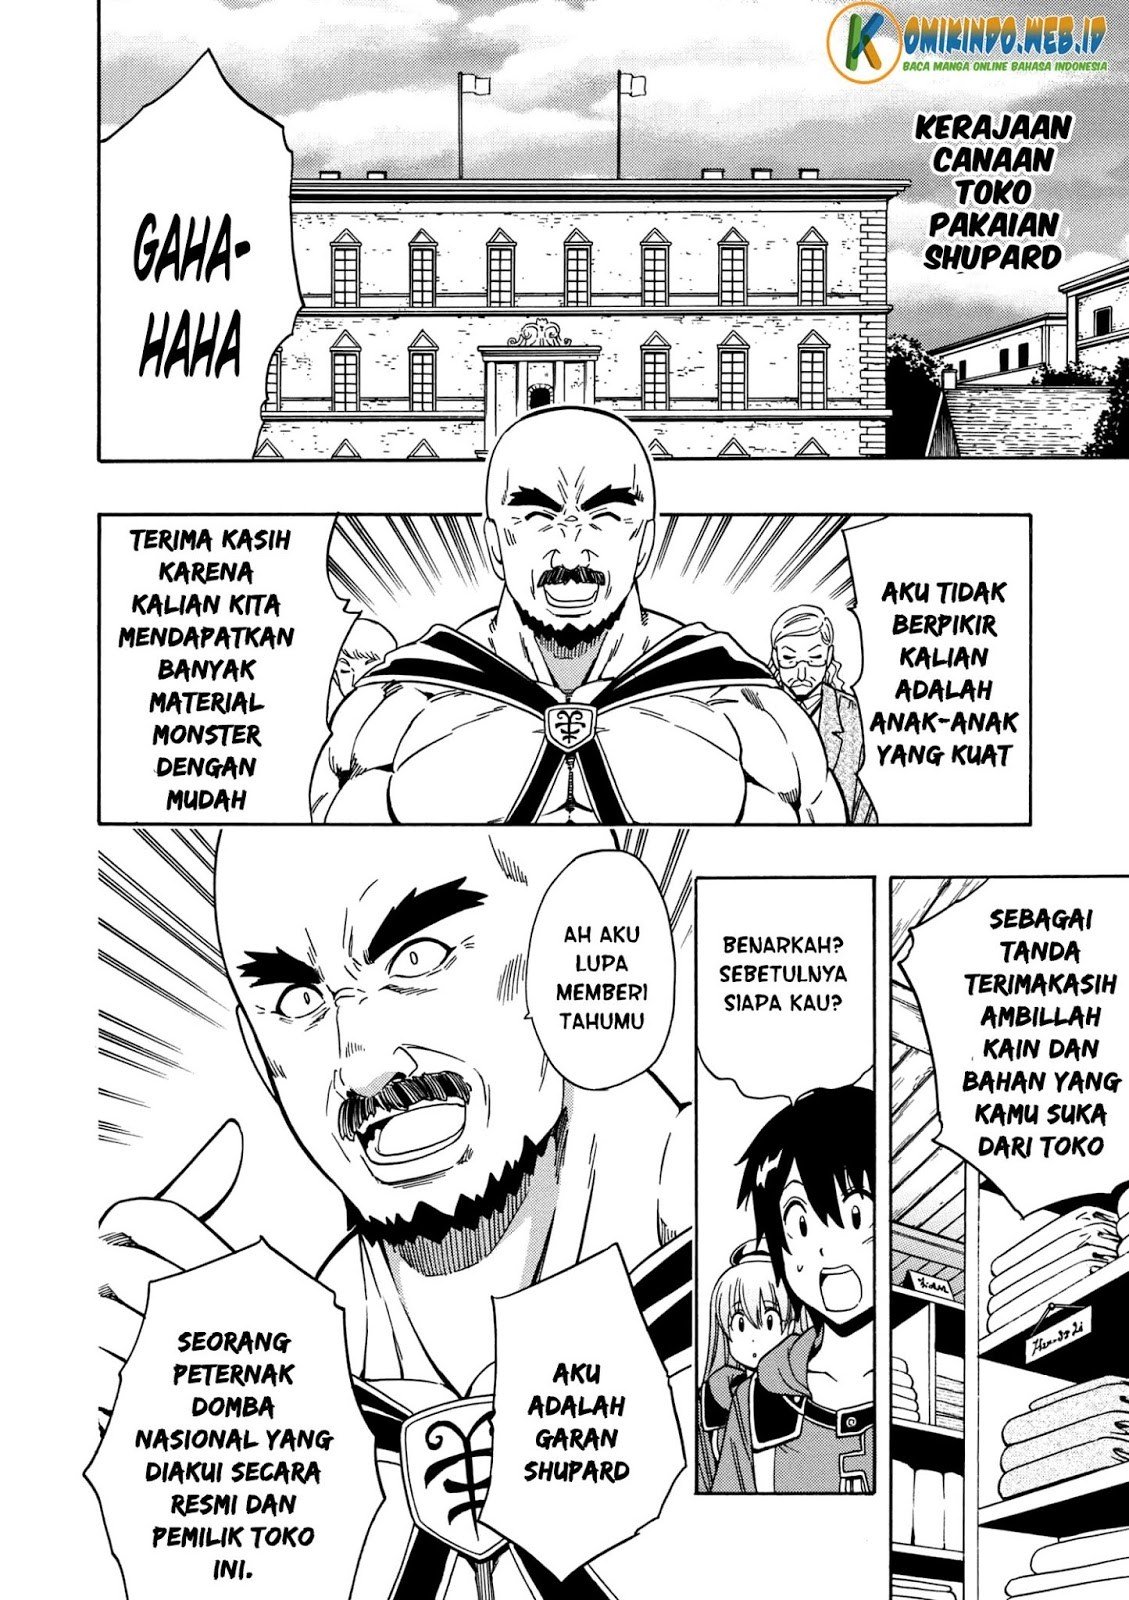 KOMIKINDO.WEB.ID
BACA MANGA ONLINE BAHASA INDONESIA
KERAJAAN
CANAAN
TOKO
PAKAIAN
SHUPARD
GAHA-
HAHA
AKU TIDAK
BERPIKIR
KALIAN
ADALAH
ANAK-ANAK
YANG KUAT
TERIMA KASIH
KARENA
KALIAN KITA
MENDAPATKAN
BANYAK
MATERIAL
MONSTER
DENGAN
MUDAH
SEBAGAI
TANDA
TERIMAKASIH
AMBILLAH
KAIN DAN
BAHAN YANG
KAMU SUKA
DARI TOKO
BENARKAH?
SEBETULNYA
SIAPA KAU?
AH AKU
LUPA
MEMBERI
TAHUMU
AKU
ADALAH
GARAN
SHUPARD
SEORANG
PETERNAK
DOMBA
NASIONAL YANG
DIAKUI SECARA
RESMI DAN
PEMILIK TOKO
INI.